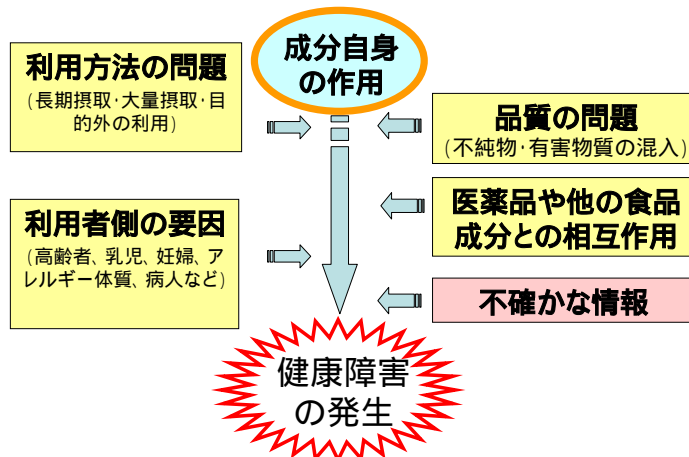 成分自身
の作用
利用方法の問題
(長期摂取･大量摂取･目
的外の利用)
品質の問題
(不純物･有害物質の混入)
医薬品や他の食品
成分との相互作用
利用者側の要因
(高齢者、乳児、妊婦、ア
レルギー体質、病人など)
不確かな情報
健康障害
の発生